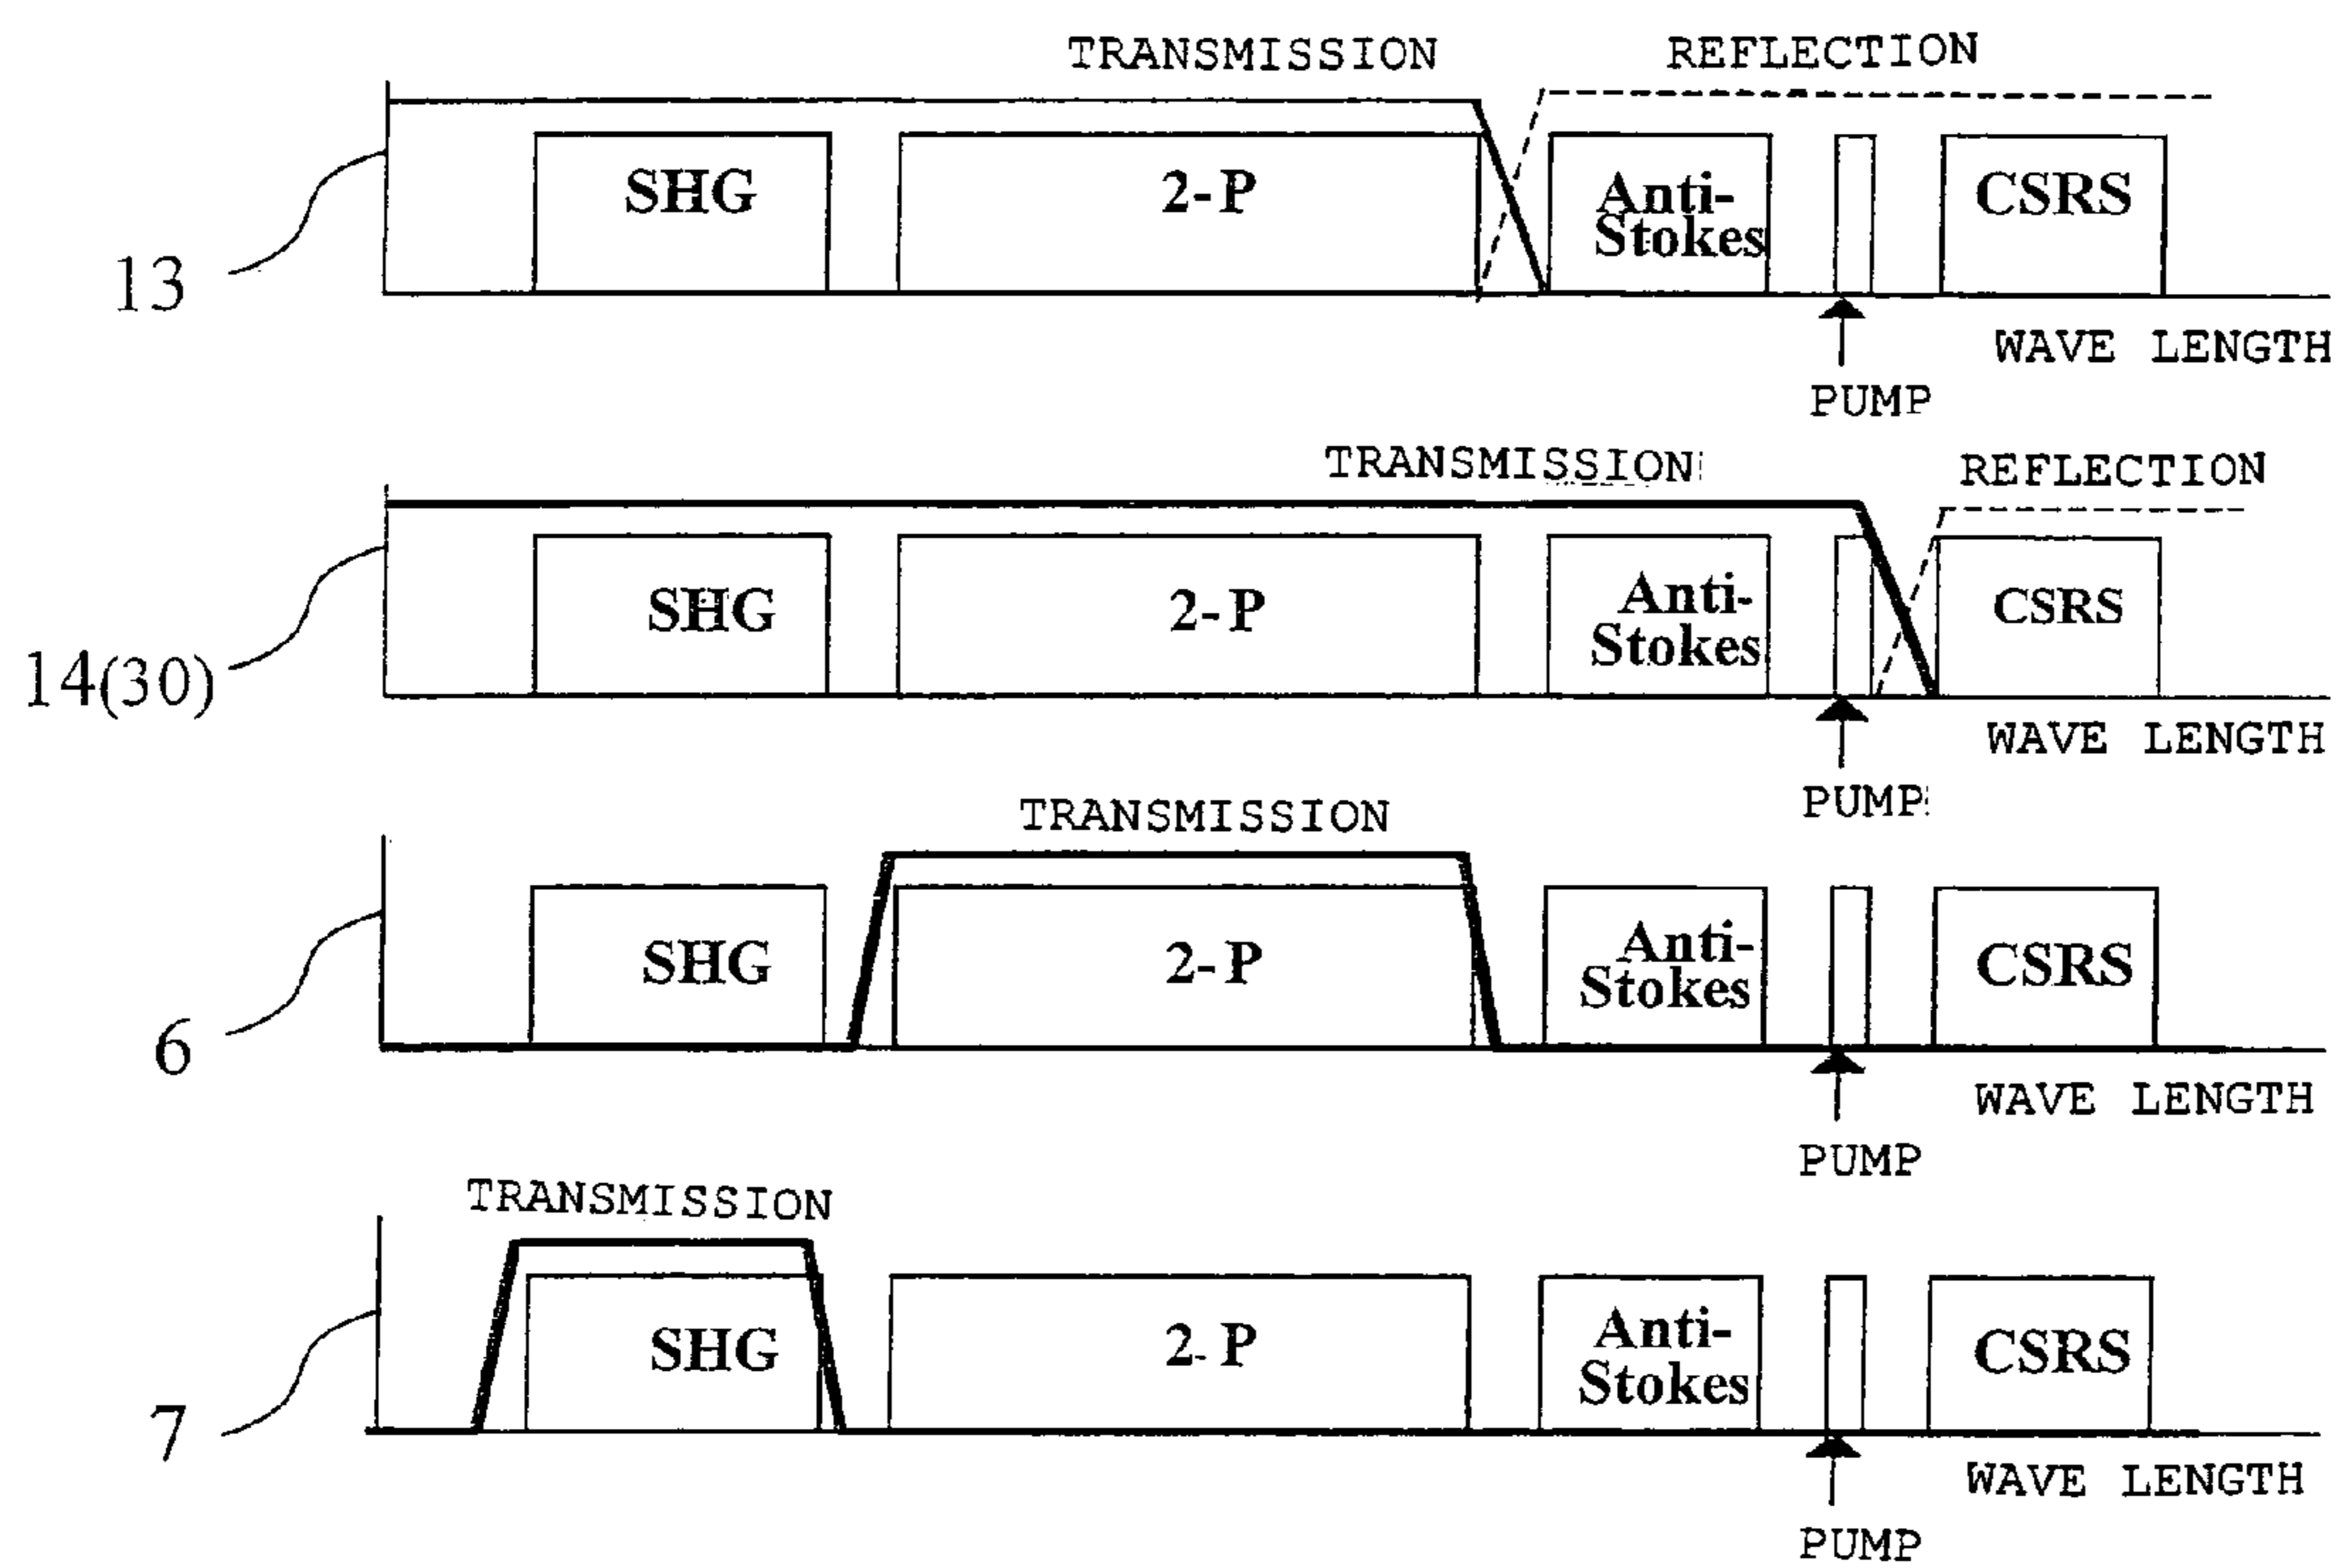 TRANSMISSION REFLECTION
SHG 2-P Anti-Stokes CSRS
13
WAVE LENGTH
PUMP
TRANSMISSION REFLECTION
SHG 2-P Anti-Stokes CSRS
14(30)
WAVE LENGTH
PUMP
TRANSMISSION
SHG 2-P Anti-Stokes CSRS
6
WAVE LENGTH
PUMP
TRANSMISSION
SHG 2-P Anti-Stokes CSRS
7
WAVE LENGTH
PUMP